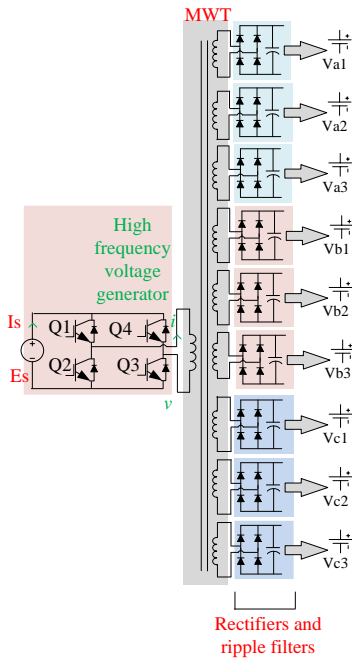 MWT
Va1
Va2
Va3
High
frequency
voltage
generator
Vb1
Is
Q1
Q4
i
Vb2
Q2
Q3
Es
v
Vb3
Vc1
Vc2
Vc3
Rectifiers and
ripple filters